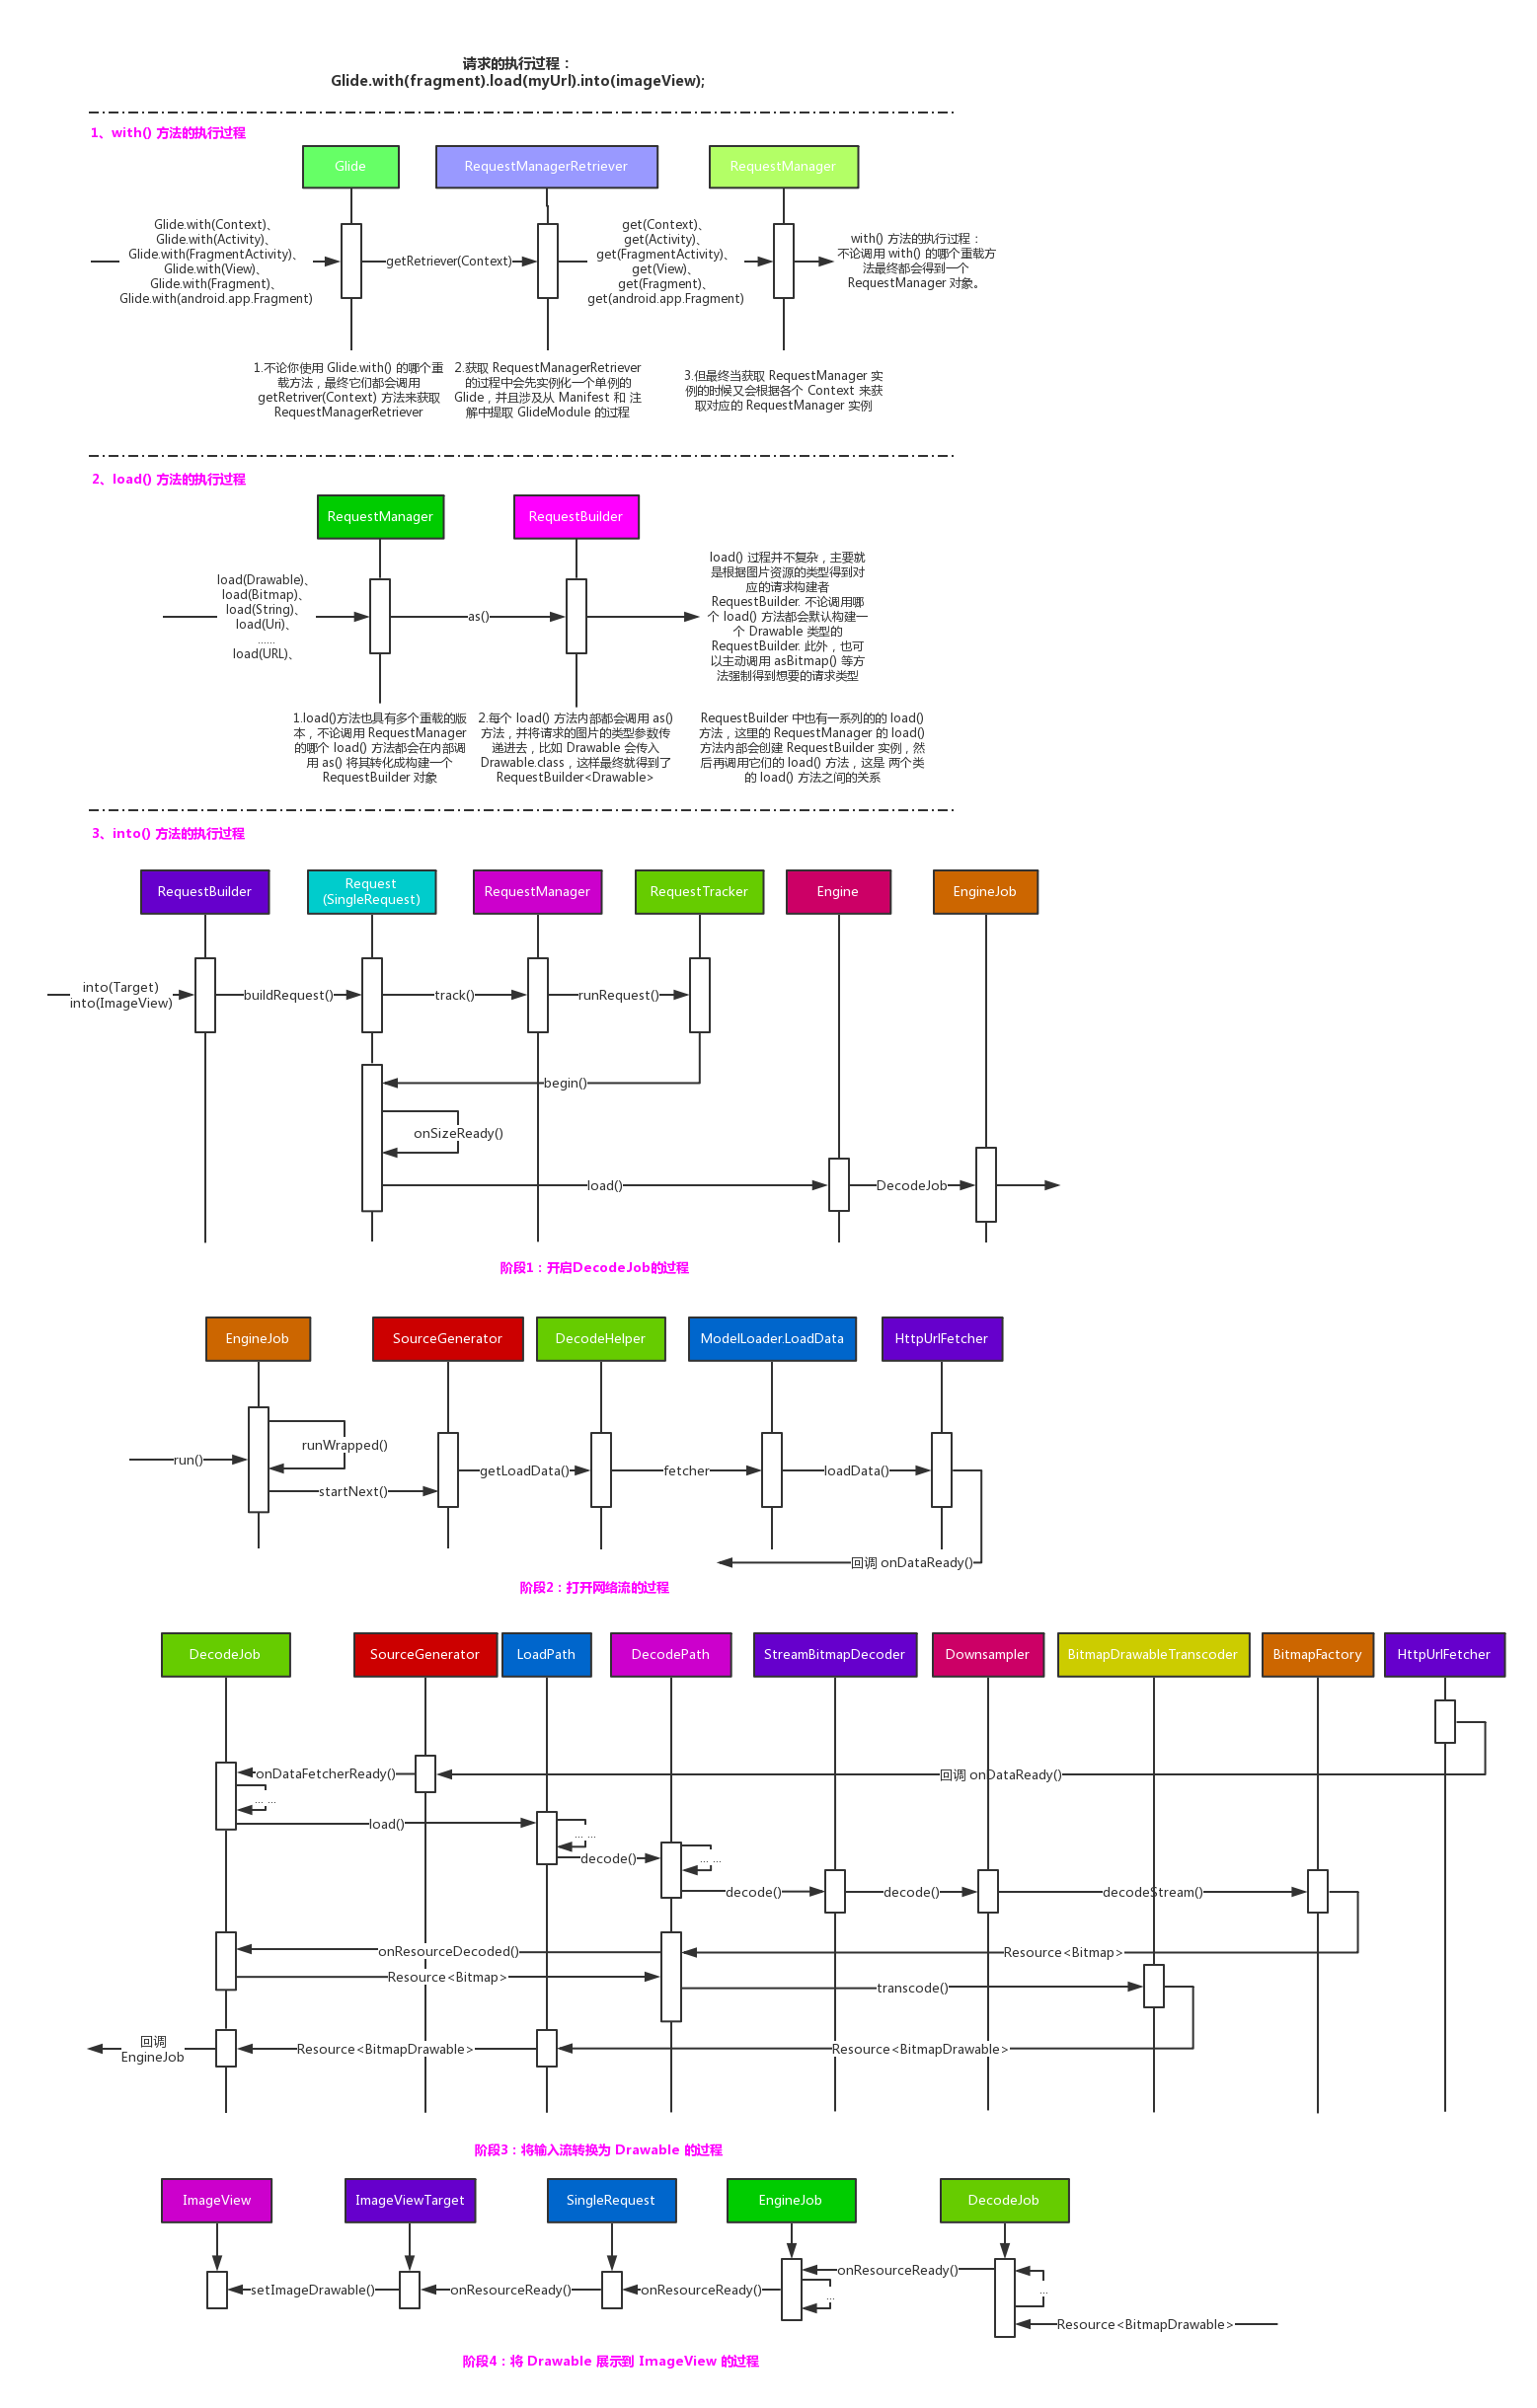 请求的执行过程：
Glide.with(fragment).load(myUrl).into(imageView);
1、with() 方法的执行过程
Glide
RequestManagerRetriever
RequestManager
Glide.with(Context)、
Glide.with(Activity)、
Glide.with(FragmentActivity)、
Glide.with(View)、
Glide.with(Fragment)、
Glide.with(android.app.Fragment)
getRetriever(Context)
get(Context)、
get(Activity)、
get(FragmentActivity)、
get(View)、
get(Fragment)、
get(android.app.Fragment)
with() 方法的执行过程：
不论调用 with() 的哪个重载方
法最终都会得到一个
RequestManager 对象。
1.不论你使用 Glide.with() 的哪个重
载方法，最终它们都会调用
getRetriver(Context) 方法来获取
RequestManagerRetriever
2.获取 RequestManagerRetriever
的过程中会先实例化一个单例的
Glide，并且涉及从 Manifest 和 注
解中提取 GlideModule 的过程
3.但最终当获取 RequestManager 实
例的时候又会根据各个 Context 来获
取对应的 RequestManager 实例
2、load() 方法的执行过程
RequestManager
RequestBuilder
load(Drawable)、
load(Bitmap)、
load(String)、
load(Uri)、
......
load(URL)、
as()
load() 过程并不复杂，主要就
是根据图片资源的类型得到对
应的请求构建者
RequestBuilder. 不论调用哪
个 load() 方法都会默认构建一
个 Drawable 类型的
RequestBuilder. 此外，也可
以主动调用 asBitmap() 等方
法强制得到想要的请求类型
1.load()方法也具有多个重载的版
本，不论调用 RequestManager
的哪个 load() 方法都会在内部调
用 as() 将其转化成构建一个
RequestBuilder 对象
2.每个 load() 方法内部都会调用 as()
方法，并将请求的图片的类型参数传
递进去，比如 Drawable 会传入
Drawable.class，这样最终就得到了
RequestBuilder<Drawable>
RequestBuilder 中也有一系列的的 load()
方法，这里的 RequestManager 的 load()
方法内部会创建 RequestBuilder 实例，然
后再调用它们的 load() 方法，这是 两个类
的 load() 方法之间的关系
3、into() 方法的执行过程
RequestBuilder
Request
(SingleRequest)
RequestManager
RequestTracker
Engine
EngineJob
into(Target)
into(ImageView)
buildRequest()
track()
runRequest()
begin()
onSizeReady()
load()
DecodeJob
阶段1：开启DecodeJob的过程
EngineJob
SourceGenerator
DecodeHelper
ModelLoader.LoadData
HttpUrlFetcher
runWrapped()
run()
getLoadData()
fetcher
loadData()
startNext()
回调 onDataReady()
阶段2：打开网络流的过程
DecodeJob
SourceGenerator
LoadPath
DecodePath
StreamBitmapDecoder
Downsampler
BitmapDrawableTranscoder
BitmapFactory
HttpUrlFetcher
onDataFetcherReady()
回调 onDataReady()
... ...
load()
... ...
decode()
... ...
decode()
decode()
decodeStream()
onResourceDecoded()
Resource<Bitmap>
Resource<Bitmap>
transcode()
回调
EngineJob
Resource<BitmapDrawable>
Resource<BitmapDrawable>
阶段3：将输入流转换为 Drawable 的过程
ImageView
ImageViewTarget
SingleRequest
EngineJob
DecodeJob
onResourceReady()
setImageDrawable()
onResourceReady()
onResourceReady()
...
...
Resource<BitmapDrawable>
阶段4：将 Drawable 展示到 ImageView 的过程